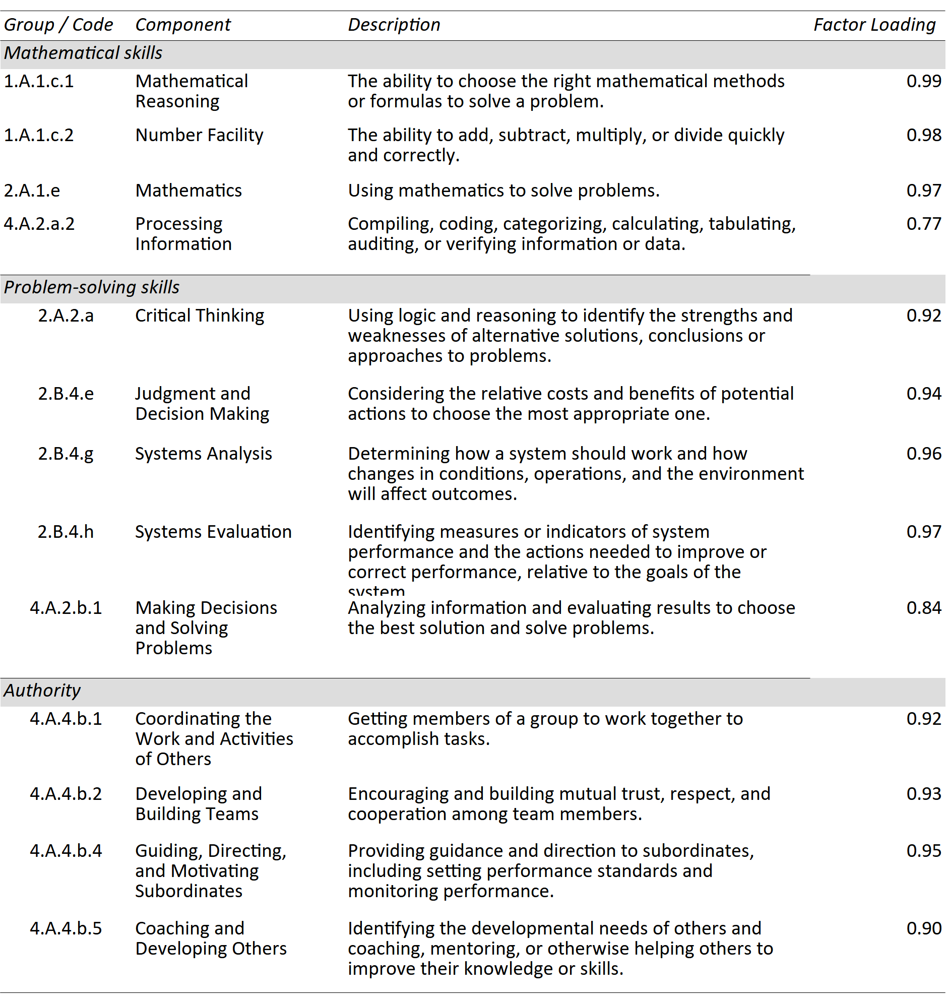 Group / Code Component Description Factor Loading
Mathematical skills
1.A.1.c.1 Mathematical The ability to choose the right mathematical methods 0.99
Reasoning or formulas to solve a problem.
1.A.1.c.2 Number Facility The ability to add, subtract, multiply, or divide quickly 0.98
and correctly.
2.A.1.e Mathematics Using mathematics to solve problems. 0.97
4.A.2.a.2 Processing Compiling, coding, categorizing, calculating, tabulating, 0.77
Information auditing, or verifying information or data.
Problem-solving skills
2.A.2.a Critical Thinking Using logic and reasoning to identify the strengths and 0.92
weaknesses of alternative solutions, conclusions or
approaches to problems.
2.B.4.e Judgment and Considering the relative costs and benefits of potential 0.94
Decision Making actions to choose the most appropriate one.
2.B.4.g Systems Analysis Determining how a system should work and how 0.96
changes in conditions, operations, and the environment
will affect outcomes.
2.B.4.h Systems Evaluation Identifying measures or indicators of system 0.97
performance and the actions needed to improve or
correct performance, relative to the goals of the
system
4.A.2.b.1 Making Decisions Analyzing information and evaluating results to choose 0.84
and Solving the best solution and solve problems.
Problems
Authority
4.A.4.b.1 Coordinating the Getting members of a group to work together to 0.92
Work and Activities accomplish tasks.
of Others
4.A.4.b.2 Developing and Encouraging and building mutual trust, respect, and 0.93
Building Teams cooperation among team members.
4.A.4.b.4 Guiding, Directing, Providing guidance and direction to subordinates, 0.95
and Motivating including setting performance standards and
Subordinates monitoring performance.
4.A.4.b.5 Coaching and Identifying the developmental needs of others and 0.90
Developing Others coaching, mentoring, or otherwise helping others to
improve their knowledge or skills.